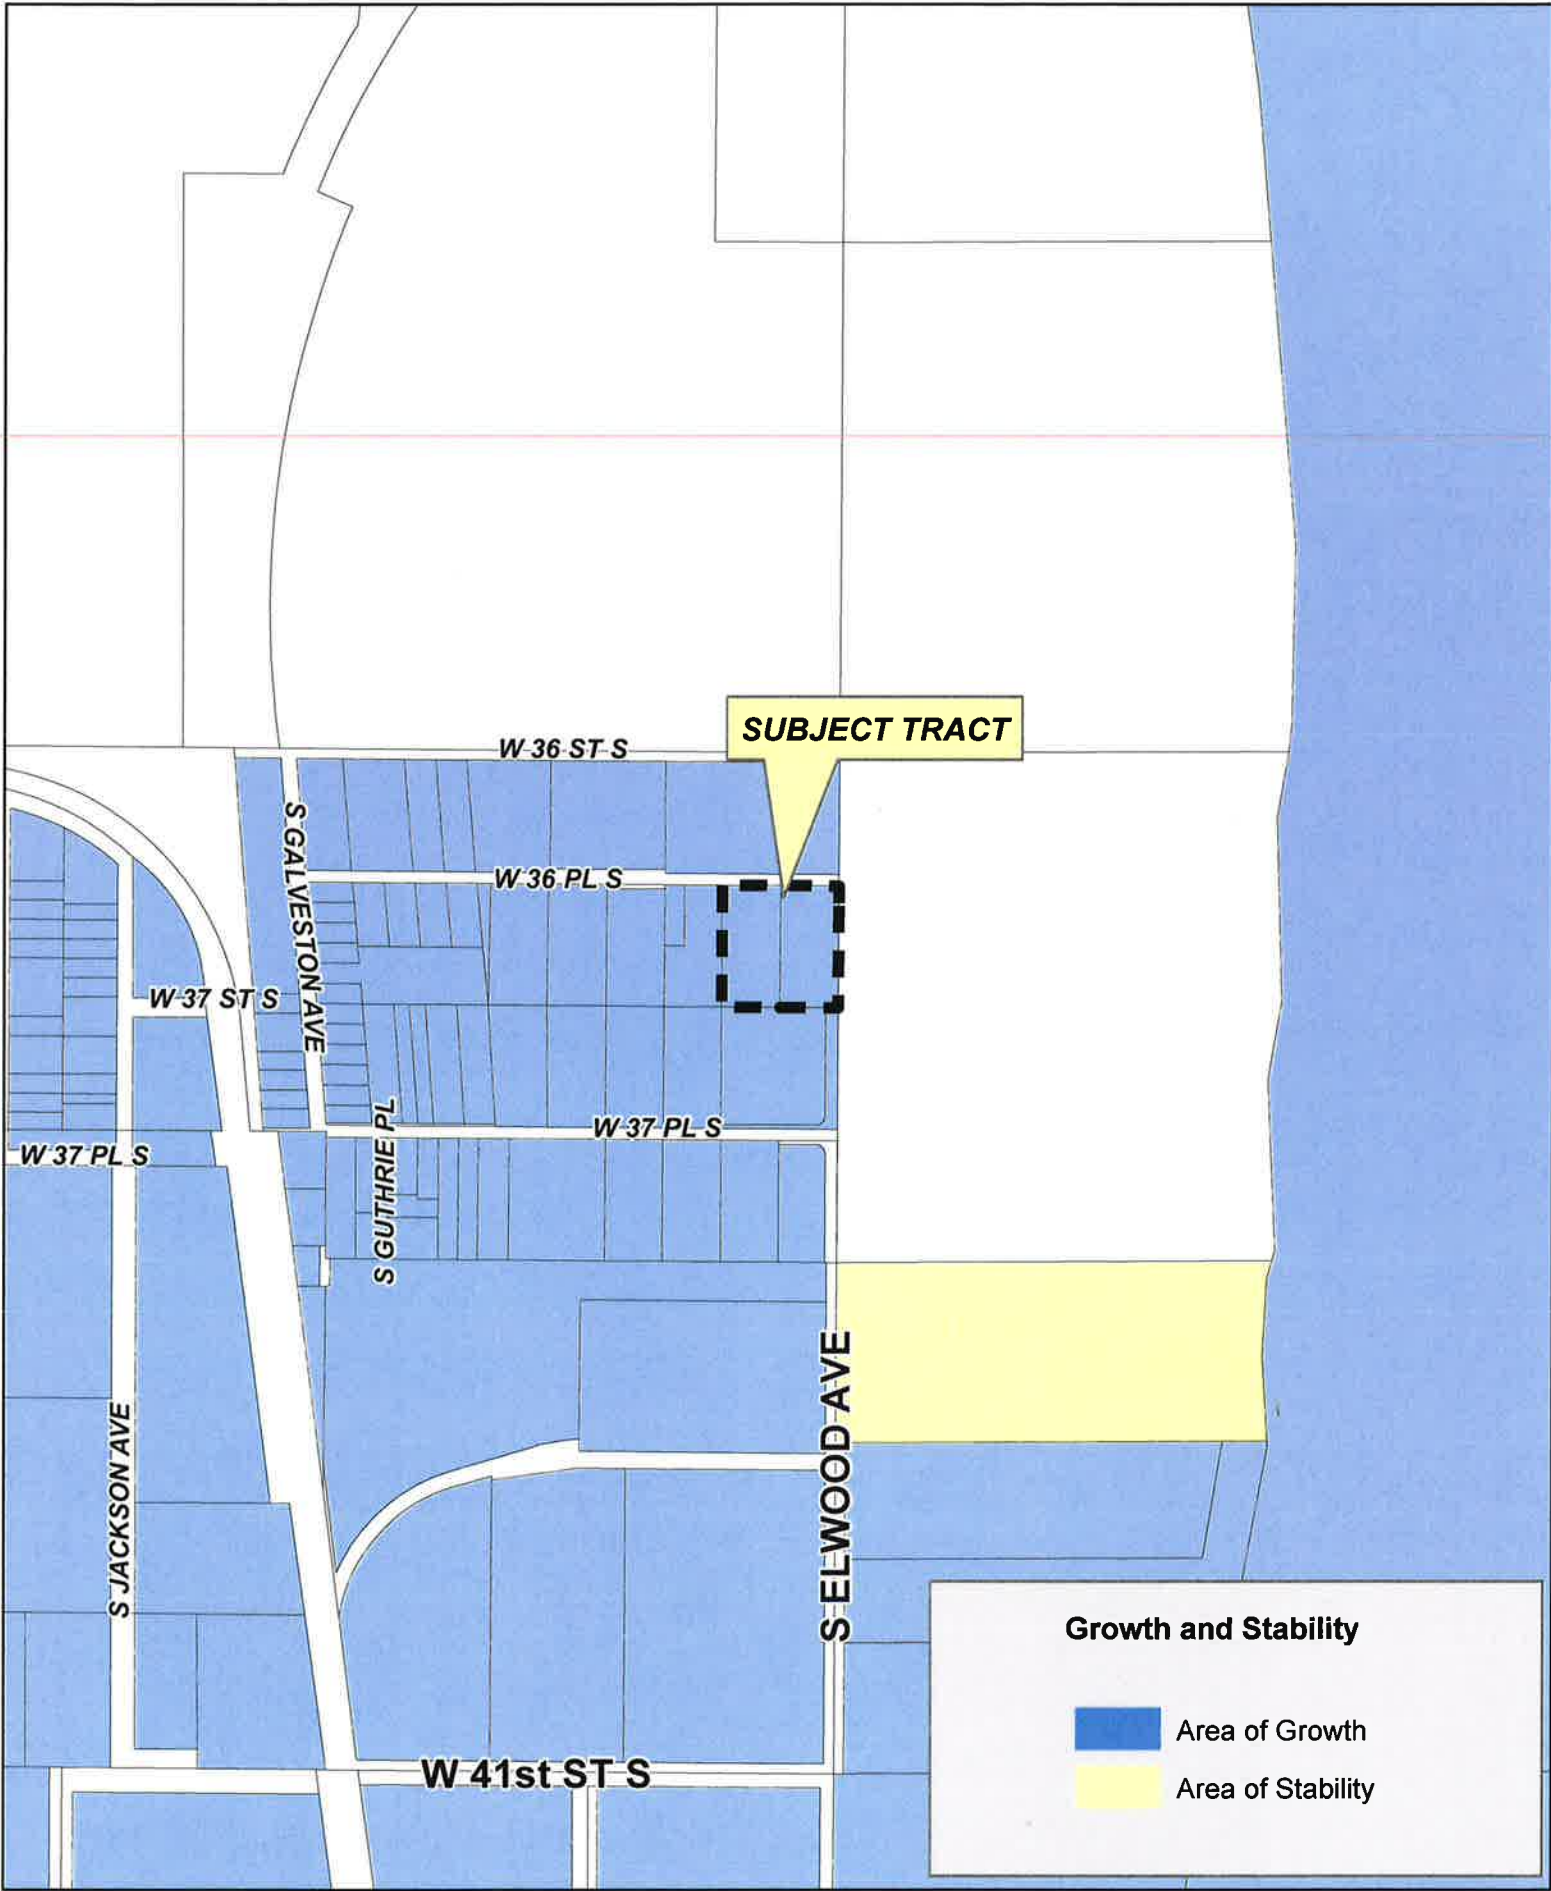 W 36 ST S
SUBJECT TRACT
S GALVESTON AVE
W 36 PL S
W 37 ST S
W 37 PL S
W 37 PL S
S GUTHRIE PL
S ELWOOD AVE
S JACKSON AVE
W 41st ST S
Growth and Stability
Area of Growth
Area of Stability